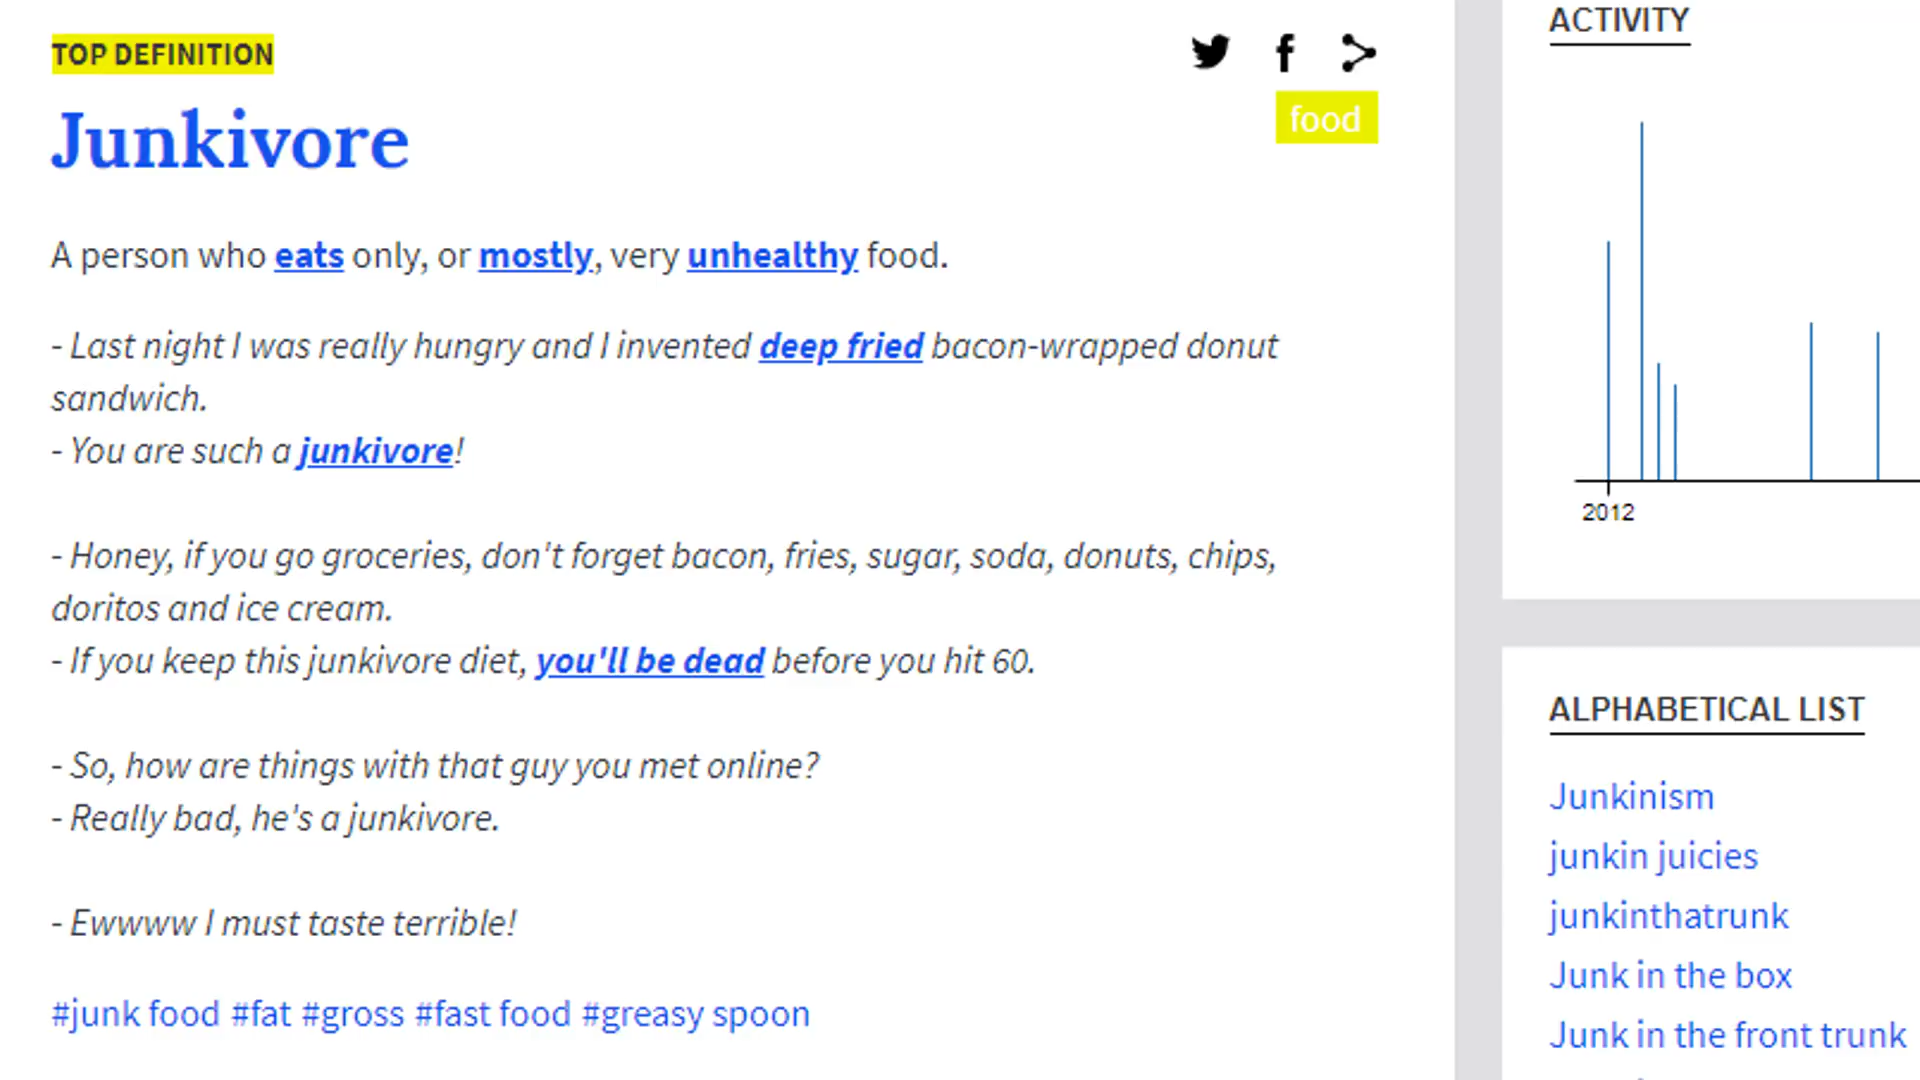 TOP DEFINITION
food
Junkivore
A person who eats only, or mostly, very unhealthy food.
- Last night I was really hungry and I invented deep fried bacon-wrapped donut
sandwich.
- You are such a junkivore!
- Honey, if you go groceries, don't forget bacon, fries, sugar, soda, donuts, chips,
doritos and ice cream.
- If you keep this junkivore diet, you'll be dead before you hit 60.
- So, how are things with that guy you met online?
- Really bad, he's a junkivore.
- Ewwww I must taste terrible!
#junk food #fat #gross #fast food #greasy spoon
ACTIVITY
2012
ALPHABETICAL LIST
Junkinism
junkin juicies
junkinthatrunk
Junk in the box
Junk in the front trunk